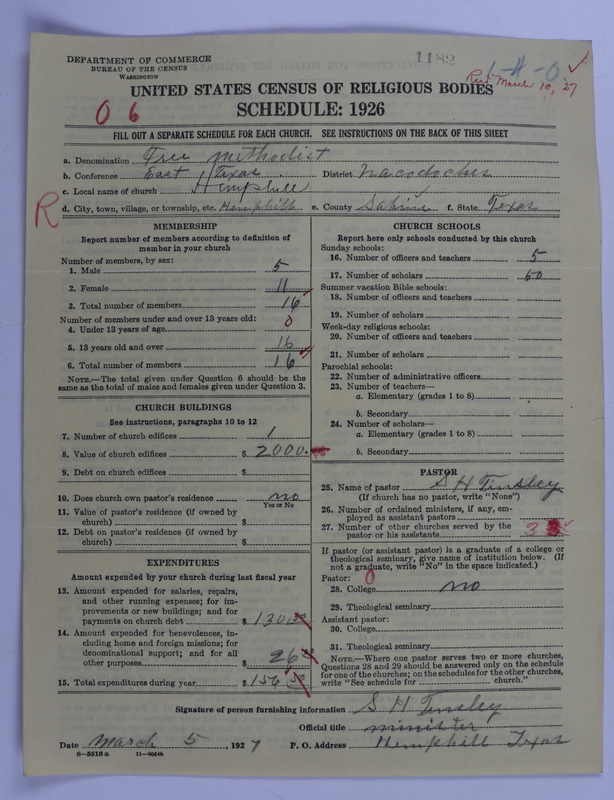 1182
1-4-0
DEPARTMENT OF COMMERCE
BUREAU OF THE CENSUS
WASHINGTON
Rec'd March 10, '27
UNITED STATES CENSUS OF RELIGIOUS BODIES
SCHEDULE: 1926
0 6
FILL OUT A SEPARATE SCHEDULE FOR EACH CHURCH. SEE INSTRUCTIONS ON THE BACK OF THIS SHEET
a. Denomination Free Methodist
b. Conference East Texas District Nacogdoches
c. Local name of church Hemphill
R
d. City, town, village, or township, etc. Hemphill e. County Sabine f. State Texas
MEMBERSHIP
Report number of members according to definition of
member in your church
Number of members, by sex:
1. Male 5
2. Female 11
3. Total number of members 16
Number of members under and over 13 years old:
4. Under 13 years of age 0
5. 13 years old and over 16
6. Total number of members 16
NOTE.—The total given under Question 6 should be the
same as the total of males and females given under Question 3.
CHURCH BUILDINGS
See instructions, paragraphs 10 to 12
7. Number of church edifices 1
8. Value of church edifices $ 2000.
9. Debt on church edifices $
10. Does church own pastor's residence no
Yes or No
11. Value of pastor's residence (if owned by
church) $
12. Debt on pastor's residence (if owned by
church) $
EXPENDITURES
Amount expended by your church during last fiscal year
13. Amount expended for salaries, repairs,
and other running expenses; for im-
provements or new buildings; and for
payments on church debt $ 130
14. Amount expended for benevolences, in-
cluding home and foreign missions; for
denominational support; and for all
other purposes $ 26
15. Total expenditures during year $ 156
CHURCH SCHOOLS
Report here only schools conducted by this church
Sunday schools:
16. Number of officers and teachers 5
17. Number of scholars 50
Summer vacation Bible schools:
18. Number of officers and teachers
19. Number of scholars
Week-day religious schools:
20. Number of officers and teachers
21. Number of scholars
Parochial schools:
22. Number of administrative officers
23. Number of teachers—
a. Elementary (grades 1 to 8)
b. Secondary
24. Number of scholars—
a. Elementary (grades 1 to 8)
b. Secondary
PASTOR
25. Name of pastor S H Tinsley
(If church has no pastor, write "None")
26. Number of ordained ministers, if any, em-
ployed as assistant pastors
27. Number of other churches served by the
pastor or his assistants 3
If pastor (or assistant pastor) is a graduate of a college or
theological seminary, give name of institution below. (If
not a graduate, write "No" in the space indicated.)
Pastor: 0
28. College no
29. Theological seminary
Assistant pastor:
30. College
31. Theological seminary
NOTE.—Where one pastor serves two or more churches,
Questions 28 and 29 should be answered only on the schedule
for one of the churches; on the schedules for the other churches,
write "See schedule for church."
Signature of person furnishing information S H Tinsley
Official title minister
Date March 5, 1927 P. O. Address Hemphill Texas